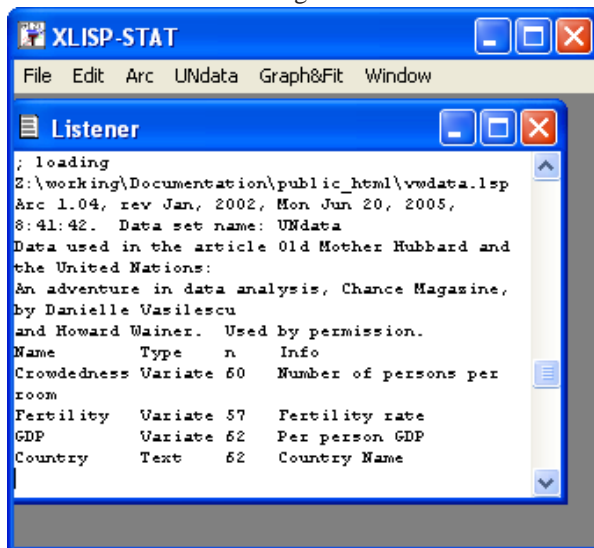 XLISP-STAT
File Edit Arc UNdata Graph&Fit Window
Listener
; loading
Z:\working\Documentation\public_html\vwdata.lsp
Arc 1.04, rev Jan, 2002, Mon Jun 20, 2005,
8:41:42. Data set name: UNdata
Data used in the article Old Mother Hubbard and
the United Nations:
An adventure in data analysis, Chance Magazine,
by Danielle Vasilescu
and Howard Wainer. Used by permission.
Name Type n Info
Crowdedness Variate 60 Number of persons per
room
Fertility Variate 57 Fertility rate
GDP Variate 62 Per person GDP
Country Text 62 Country Name